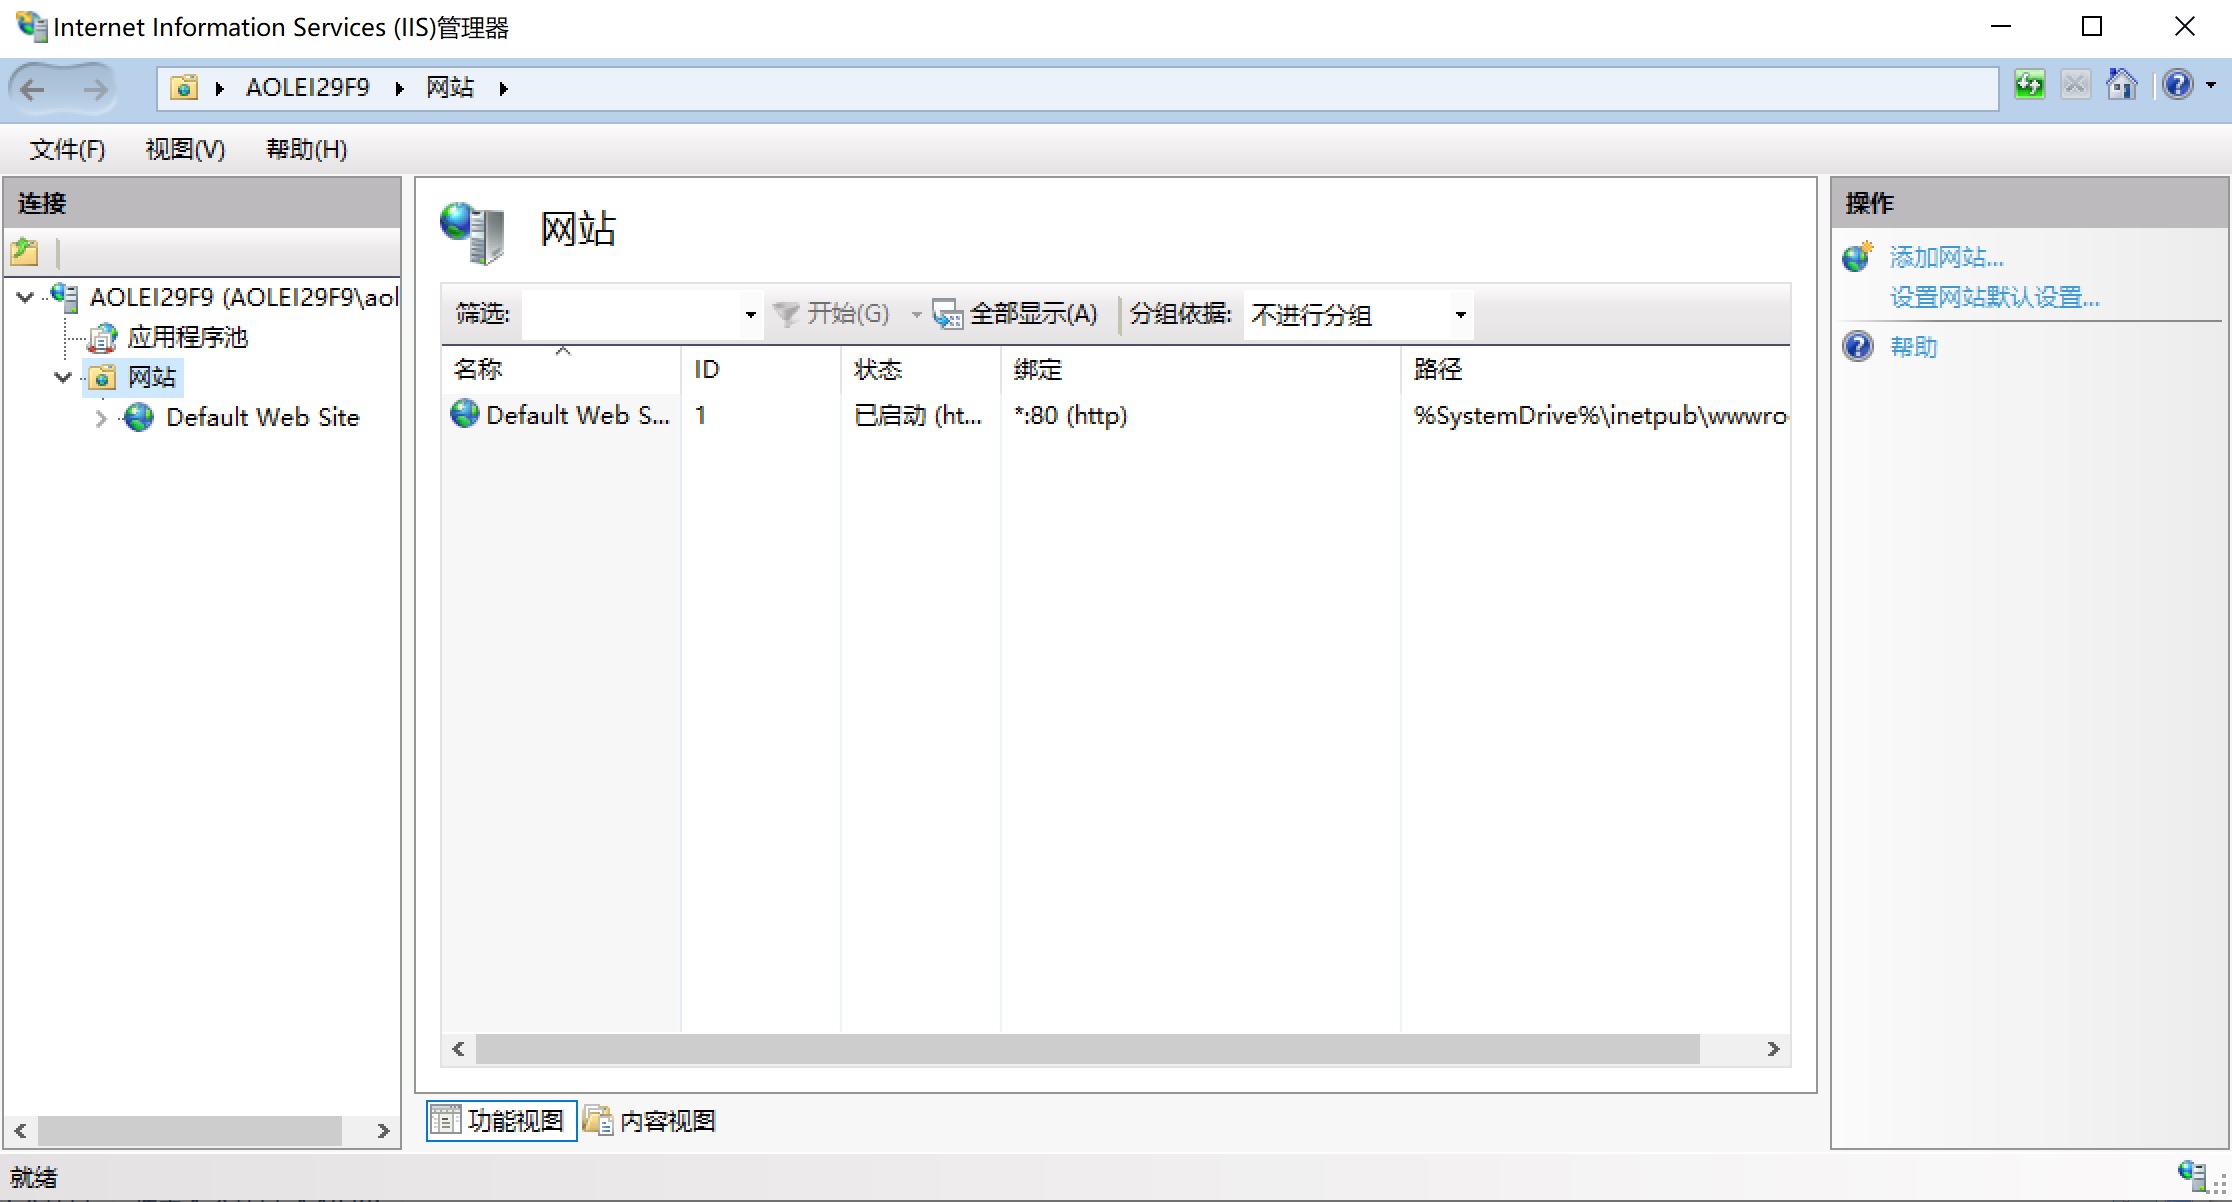 Internet Information Services (IIS)管理器
AOLEI29F9 网站
文件(F) 视图(V) 帮助(H)
连接
AOLEI29F9 (AOLEI29F9\aol
应用程序池
网站
Default Web Site
网站
筛选: 开始(G) 全部显示(A) 分组依据: 不进行分组
名称 ID 状态 绑定 路径
Default Web S... 1 已启动 (ht... *:80 (http) %SystemDrive%\inetpub\wwwro
功能视图 内容视图
操作
添加网站...
设置网站默认设置...
帮助
就绪